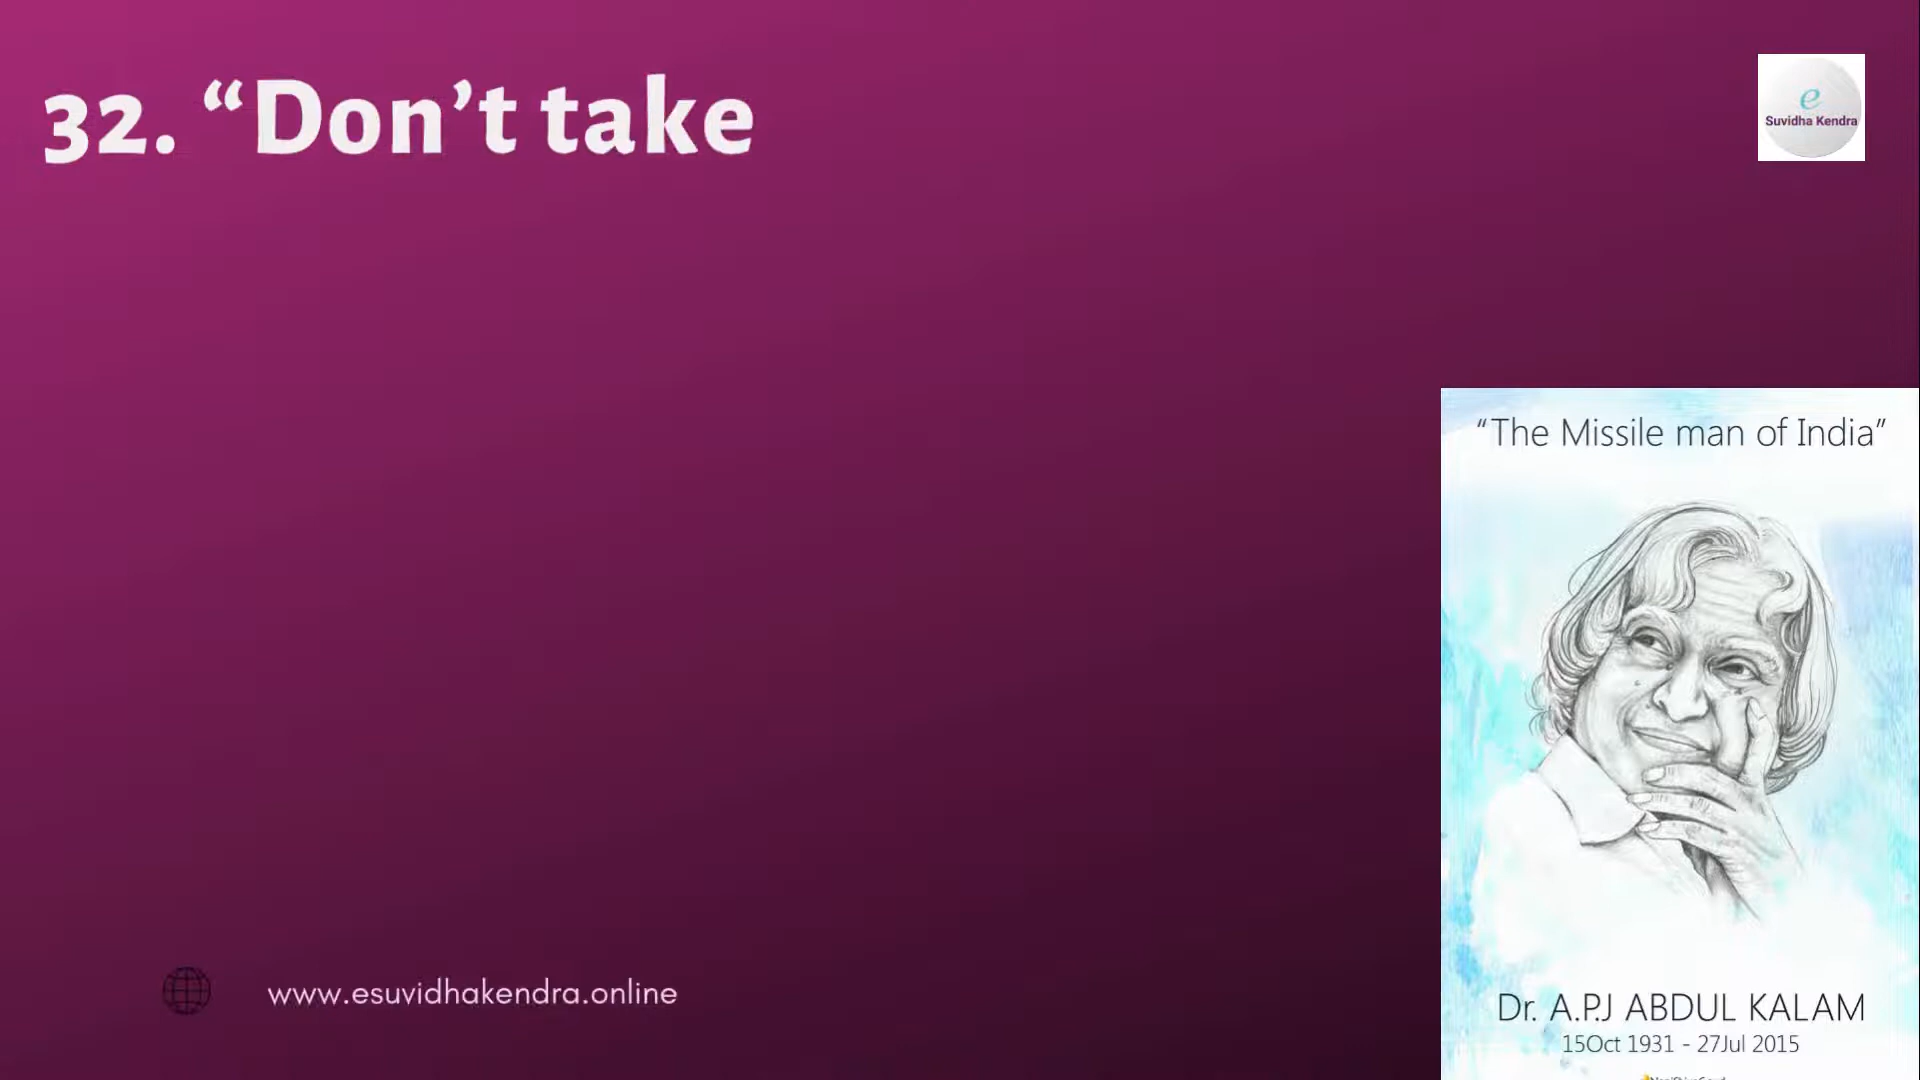 32. “Don’t take
e
Suvidha Kendra
“The Missile man of India”
Dr. A.P.J ABDUL KALAM
15Oct 1931 - 27Jul 2015
www.esuvidhakendra.online